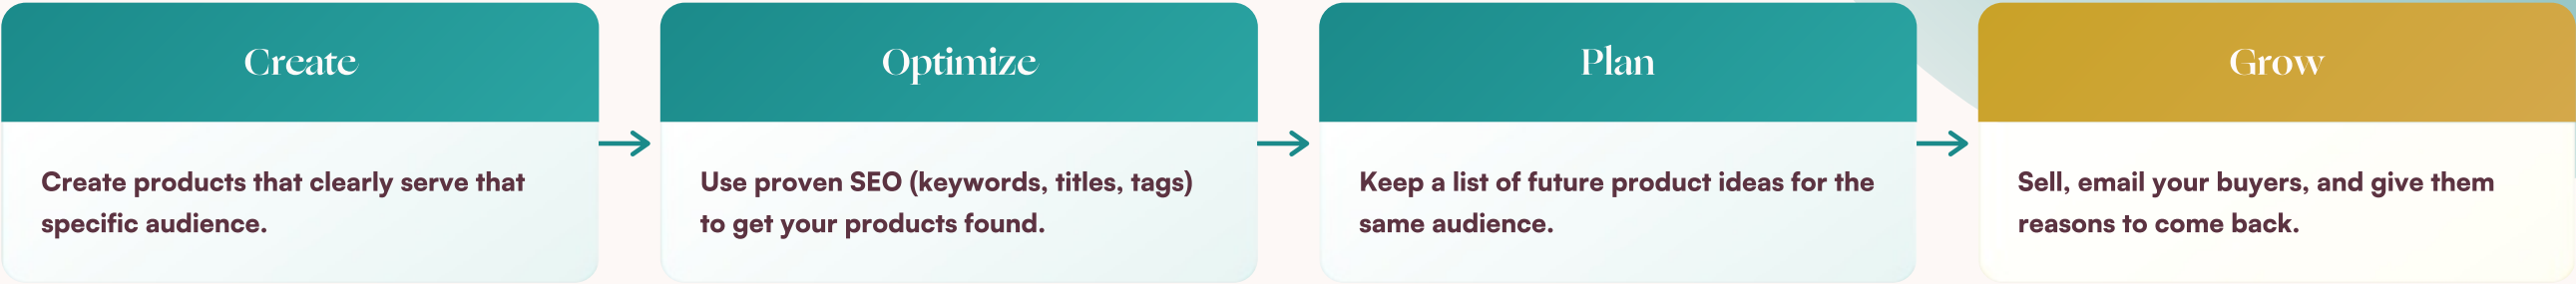 Create
Create products that clearly serve that
specific audience.
Optimize
Use proven SEO (keywords, titles, tags)
to get your products found.
Plan
Keep a list of future product ideas for the
same audience.
Grow
Sell, email your buyers, and give them
reasons to come back.